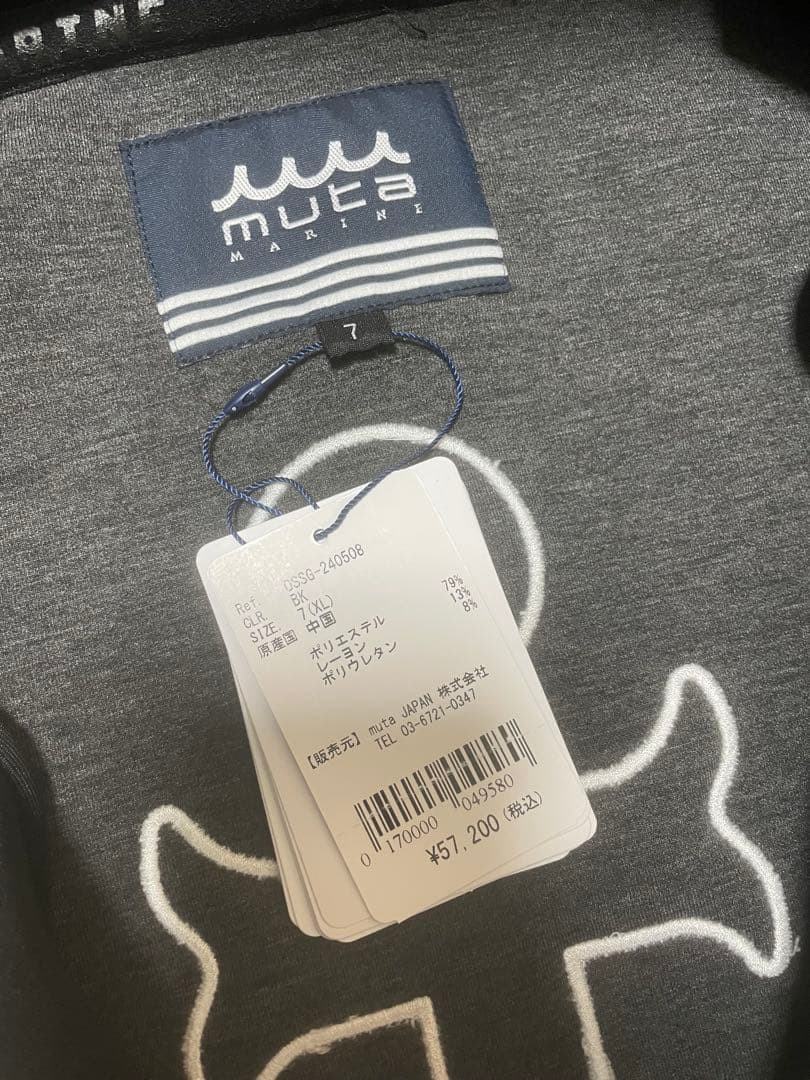 muta
MARINE
7
Ref. DSSG-240508
CLR. BK
SIZE. 7(XL)
原産国 中国
ポリエステル 79%
レーヨン 13%
ポリウレタン 8%
【販売元】 muta JAPAN 株式会社
TEL 03-6721-0347
0 170000 049580
¥57,200(税込)